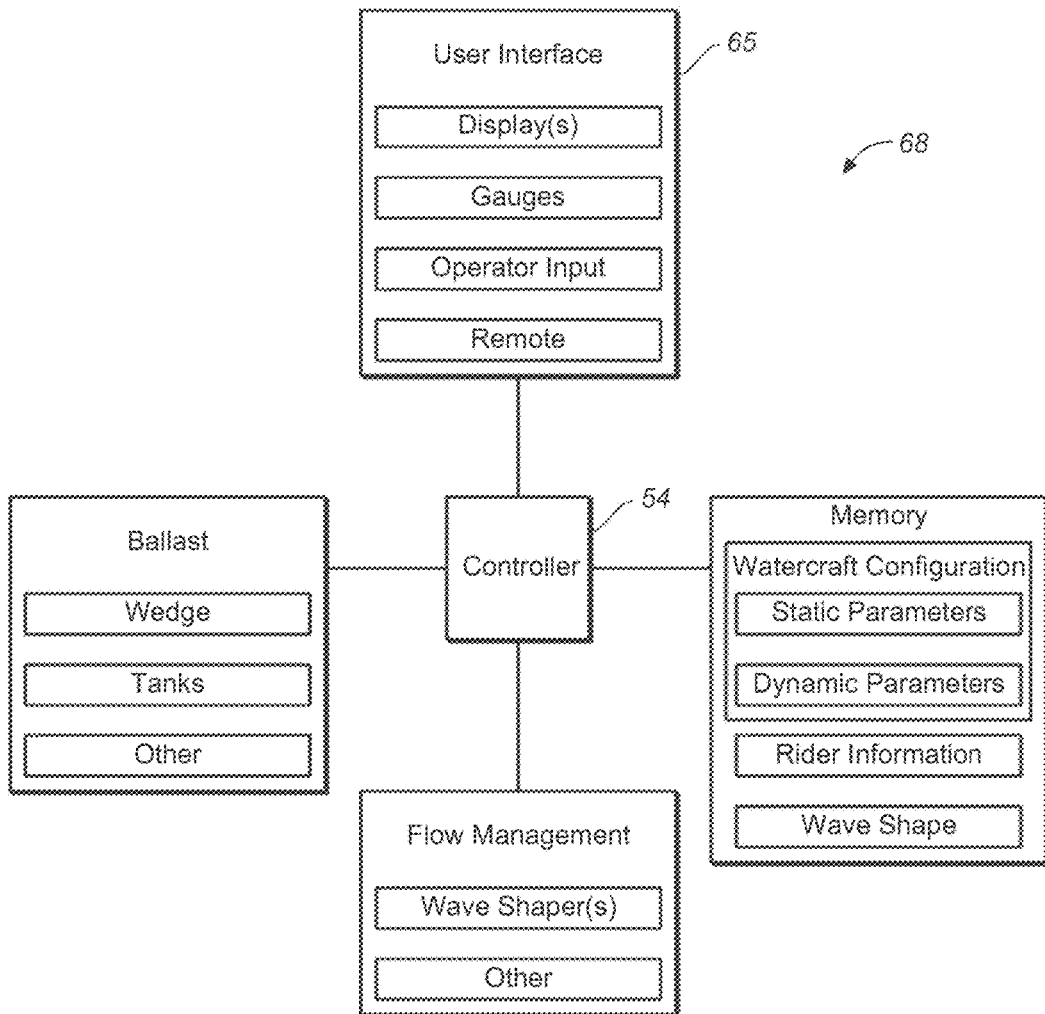 User Interface
65
Display(s)
Gauges
Operator Input
Remote
68
Ballast
Wedge
Tanks
Other
Controller
54
Memory
Watercraft Configuration
Static Parameters
Dynamic Parameters
Rider Information
Wave Shape
Flow Management
Wave Shaper(s)
Other